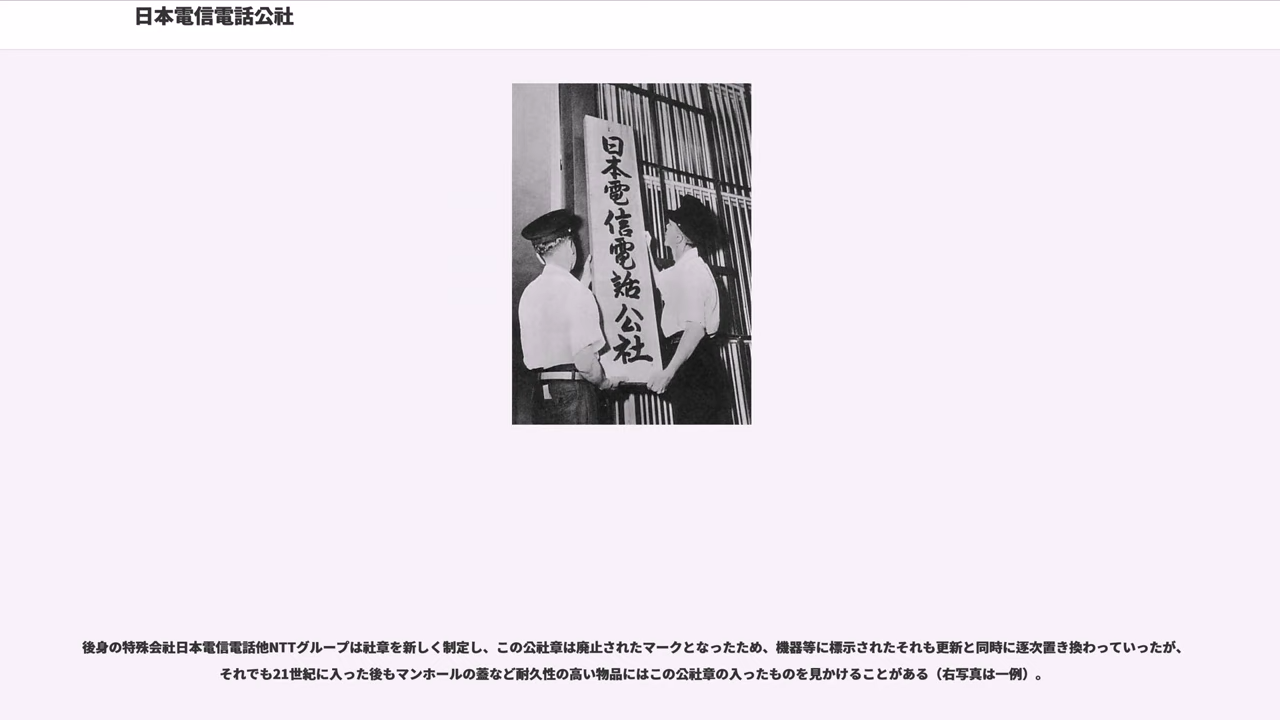 日本電信電話公社
日本電信電話公社
後身の特殊会社日本電信電話他NTTグループは社章を新しく制定し、この公社章は廃止されたマークとなったため、機器等に標示されたそれも更新と同時に逐次置き換わっていったが、
それでも21世紀に入った後もマンホールの蓋など耐久性の高い物品にはこの公社章の入ったものを見かけることがある（右写真は一例）。